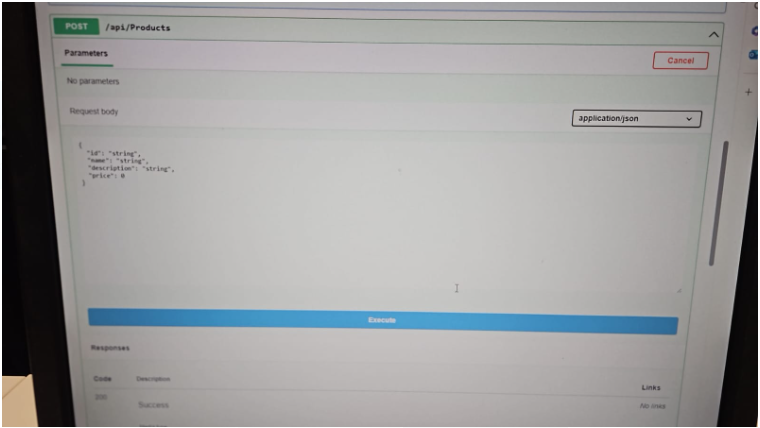 POST /api/Products
Parameters
Cancel
No parameters
Request body
application/json
{
"id": "string",
"name": "string",
"description": "string",
"price": 0
}
Execute
Responses
Code Description Links
200 Success No links